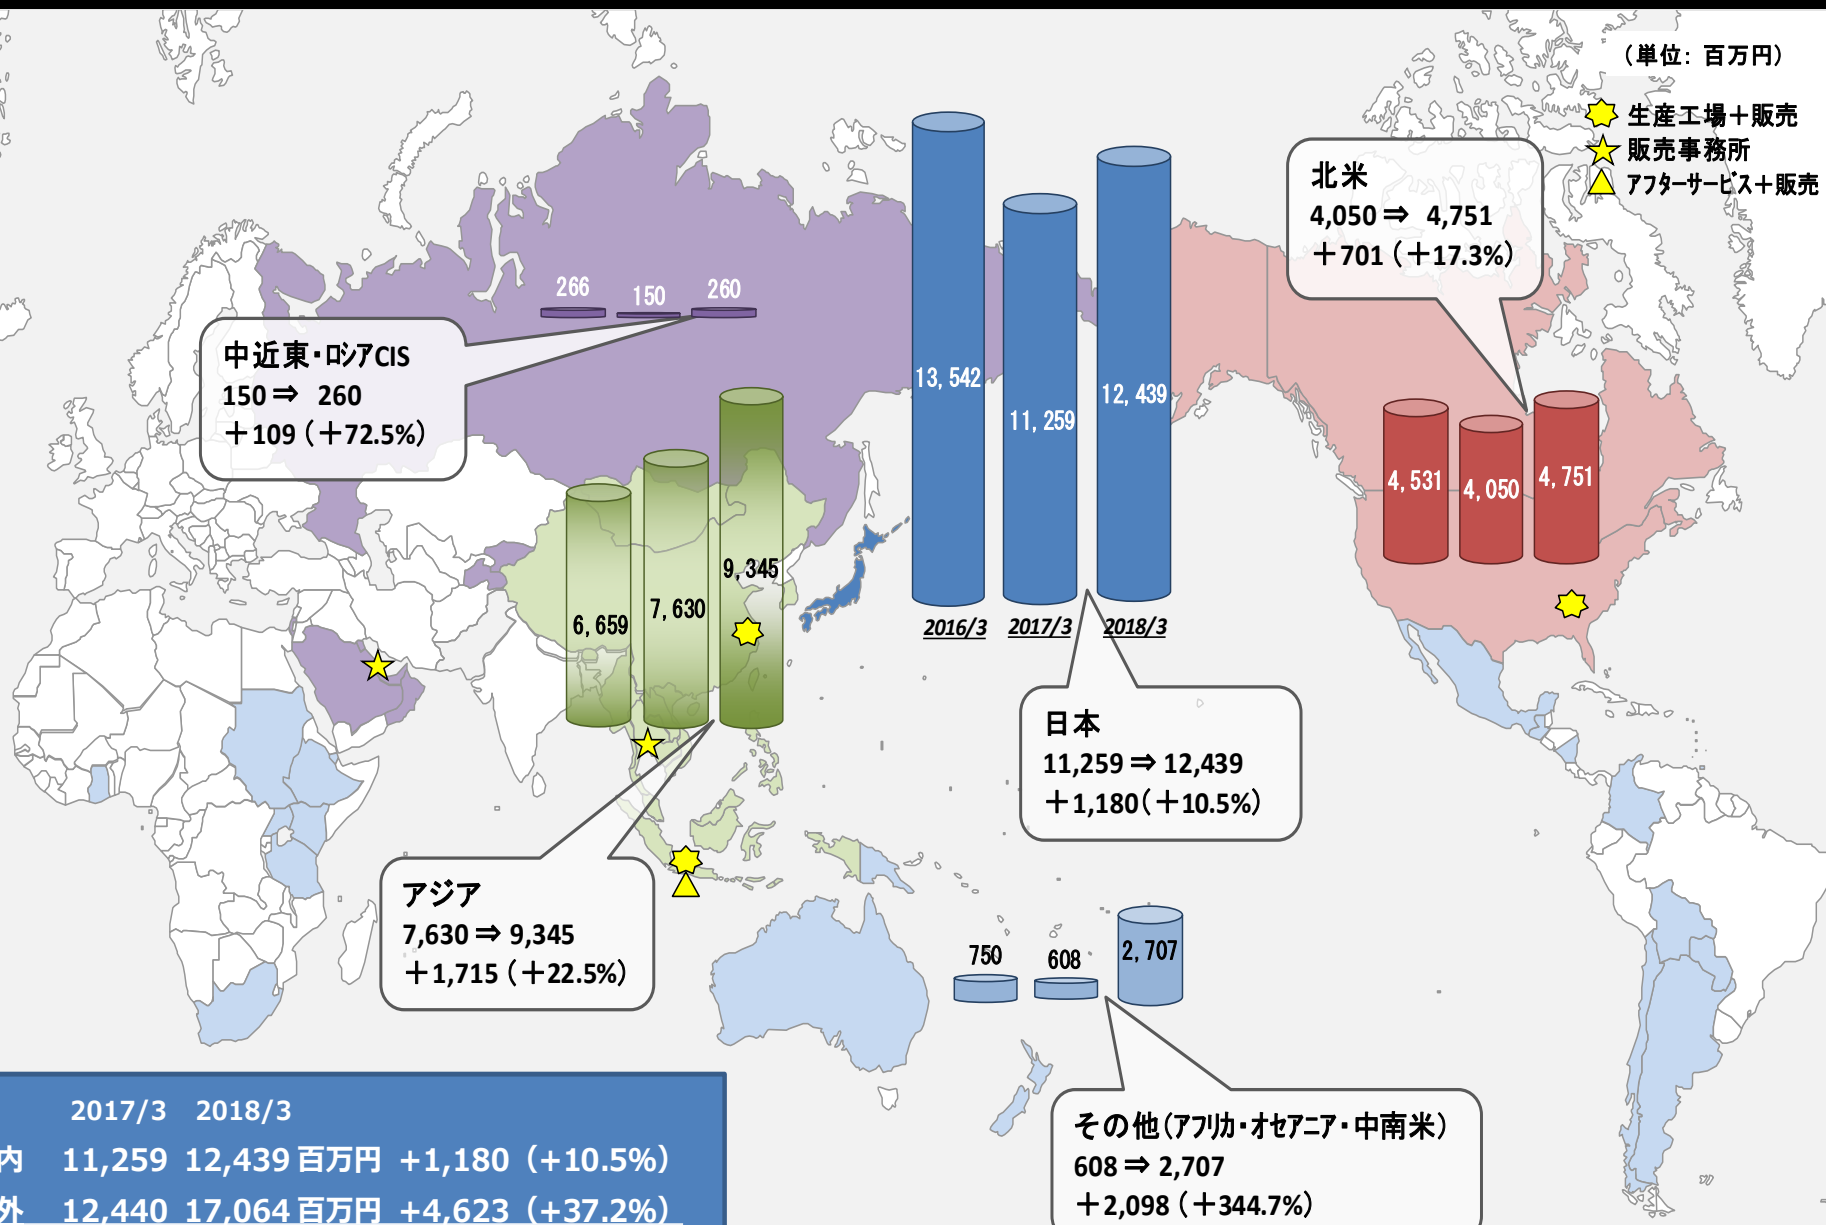 （単位: 百万円）
生産工場＋販売
販売事務所
アフターサービス＋販売
北米
4,050 ⇒ 4,751
＋701（＋17.3%）
266
150
260
中近東・ロシアCIS
150 ⇒ 260
＋109（＋72.5%）
13,542
11,259
12,439
4,531
4,050
4,751
6,659
7,630
9,345
2016/3
2017/3
2018/3
日本
11,259 ⇒ 12,439
＋1,180（＋10.5%）
アジア
7,630 ⇒ 9,345
＋1,715（＋22.5%）
750
608
2,707
その他（アフリカ・オセアニア・中南米）
608 ⇒ 2,707
＋2,098（＋344.7%）
2017/3 2018/3
内 11,259 12,439 百万円 +1,180（+10.5%）
外 12,440 17,064 百万円 +4,623（+37.2%）